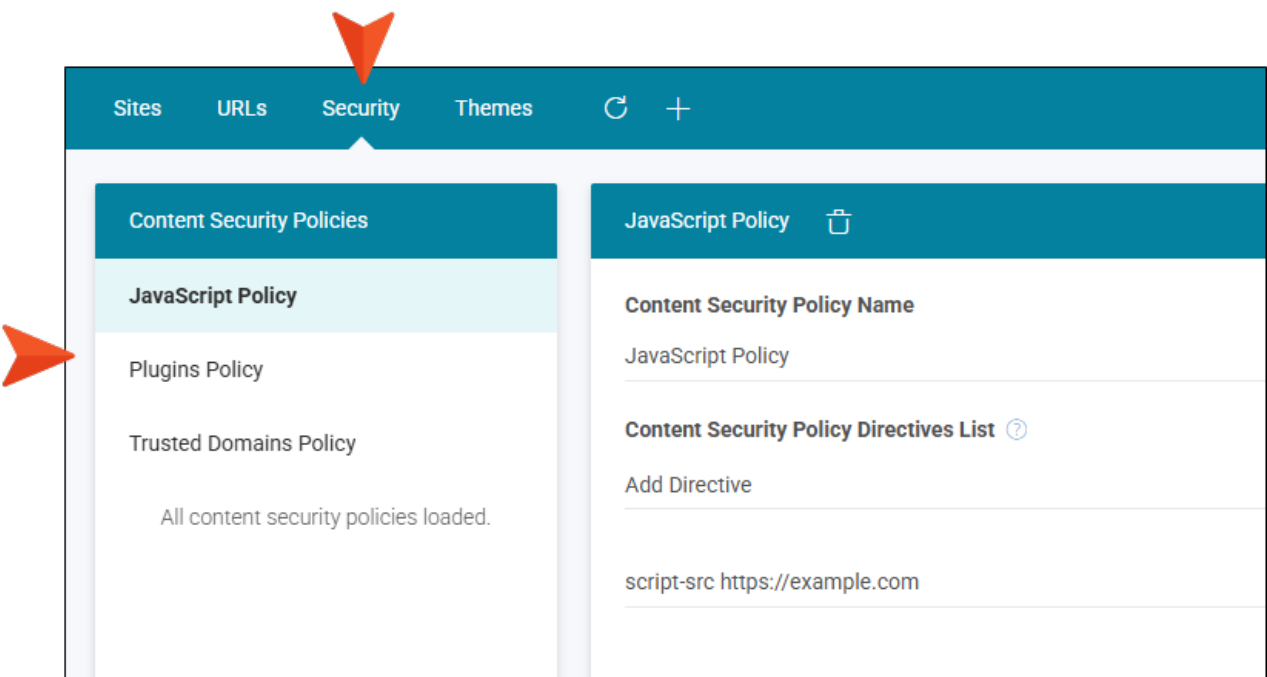 Sites URLs Security Themes
Content Security Policies
JavaScript Policy
Plugins Policy
Trusted Domains Policy
All content security policies loaded.
JavaScript Policy
Content Security Policy Name
JavaScript Policy
Content Security Policy Directives List ?
Add Directive
script-src https://example.com